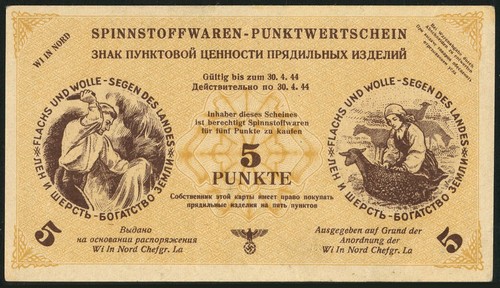 WI IN NORD
SPINNSTOFFWAREN-PUNKTWERTSCHEIN
ЗНАК ПУНКТОВОЙ ЦЕННОСТИ ПРЯДИЛЬНЫХ ИЗДЕЛИЙ
Gültig bis zum 30. 4. 44
Действительно по 30. 4. 44
FLACHS UND WOLLE - SEGEN DES LANDES
ЛЕН И ШЕРСТЬ - БОГАТСТВО ЗЕМЛИ
Inhaber dieses Scheines
ist berechtigt Spinnstoffwaren
für fünf Punkte zu kaufen
5
PUNKTE
Собственник этой карты имеет право покупать
прядильные изделия на пять пунктов
FLACHS UND WOLLE - SEGEN DES LANDES
ЛЕН И ШЕРСТЬ - БОГАТСТВО ЗЕМЛИ
5
Выдано
на основании распоряжения
Wi In Nord Chefgr. La
Ausgegeben auf Grund der
Anordnung der
Wi In Nord Chefgr. La
5